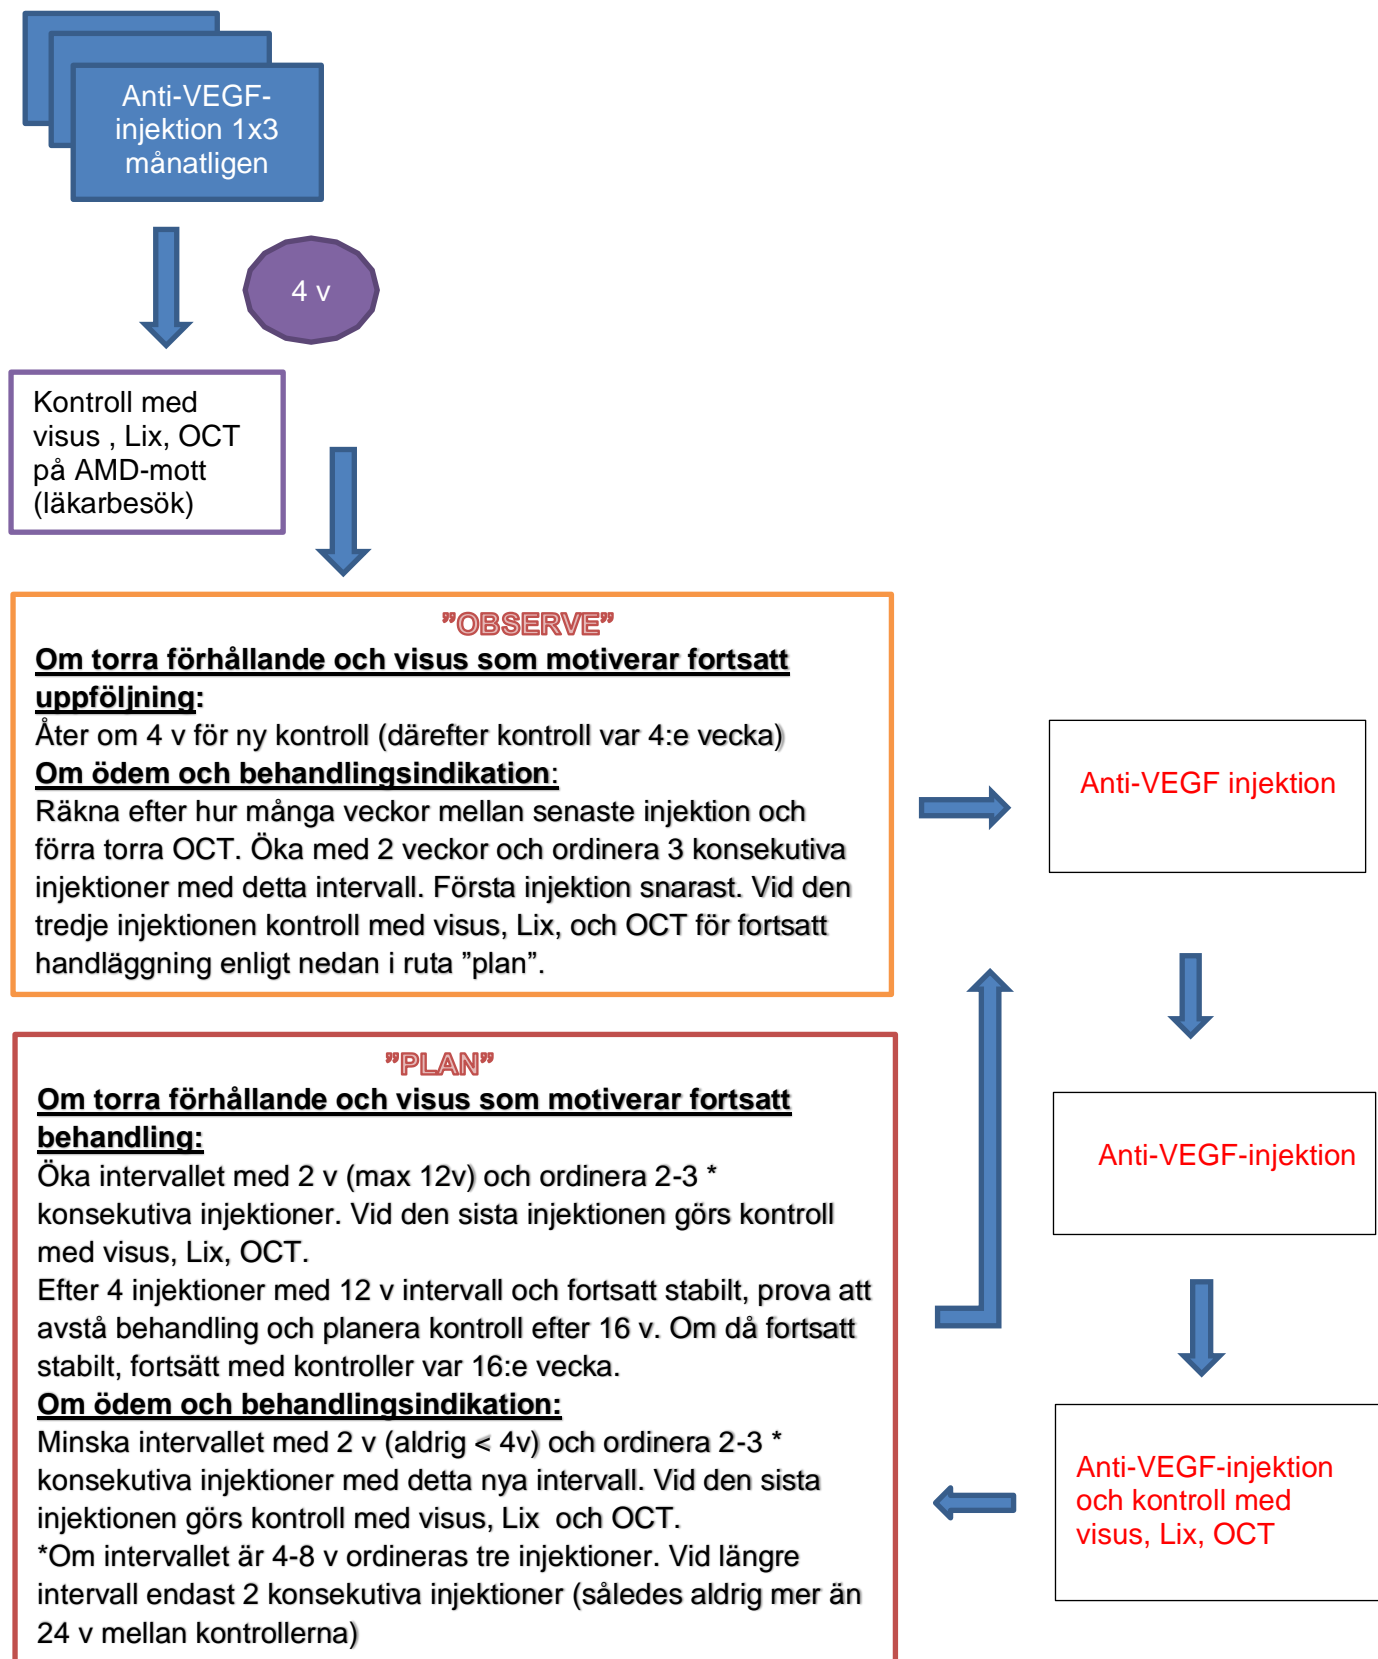 Anti-VEGF-
injektion 1x3
månatligen
4 v
Kontroll med
visus , Lix, OCT
på AMD-mott
(läkarbesök)
”OBSERVE”
Om torra förhållande och visus som motiverar fortsatt
uppföljning:
Åter om 4 v för ny kontroll (därefter kontroll var 4:e vecka)
Om ödem och behandlingsindikation:
Räkna efter hur många veckor mellan senaste injektion och
förra torra OCT. Öka med 2 veckor och ordinera 3 konsekutiva
injektioner med detta intervall. Första injektion snarast. Vid den
tredje injektionen kontroll med visus, Lix, och OCT för fortsatt
handläggning enligt nedan i ruta ”plan”.
Anti-VEGF injektion
Anti-VEGF-injektion
Anti-VEGF-injektion
och kontroll med
visus, Lix, OCT
”PLAN”
Om torra förhållande och visus som motiverar fortsatt
behandling:
Öka intervallet med 2 v (max 12v) och ordinera 2-3 *
konsekutiva injektioner. Vid den sista injektionen görs kontroll
med visus, Lix, OCT.
Efter 4 injektioner med 12 v intervall och fortsatt stabilt, prova att
avstå behandling och planera kontroll efter 16 v. Om då fortsatt
stabilt, fortsätt med kontroller var 16:e vecka.
Om ödem och behandlingsindikation:
Minska intervallet med 2 v (aldrig < 4v) och ordinera 2-3 *
konsekutiva injektioner med detta nya intervall. Vid den sista
injektionen görs kontroll med visus, Lix och OCT.
*Om intervallet är 4-8 v ordineras tre injektioner. Vid längre
intervall endast 2 konsekutiva injektioner (således aldrig mer än
24 v mellan kontrollerna)